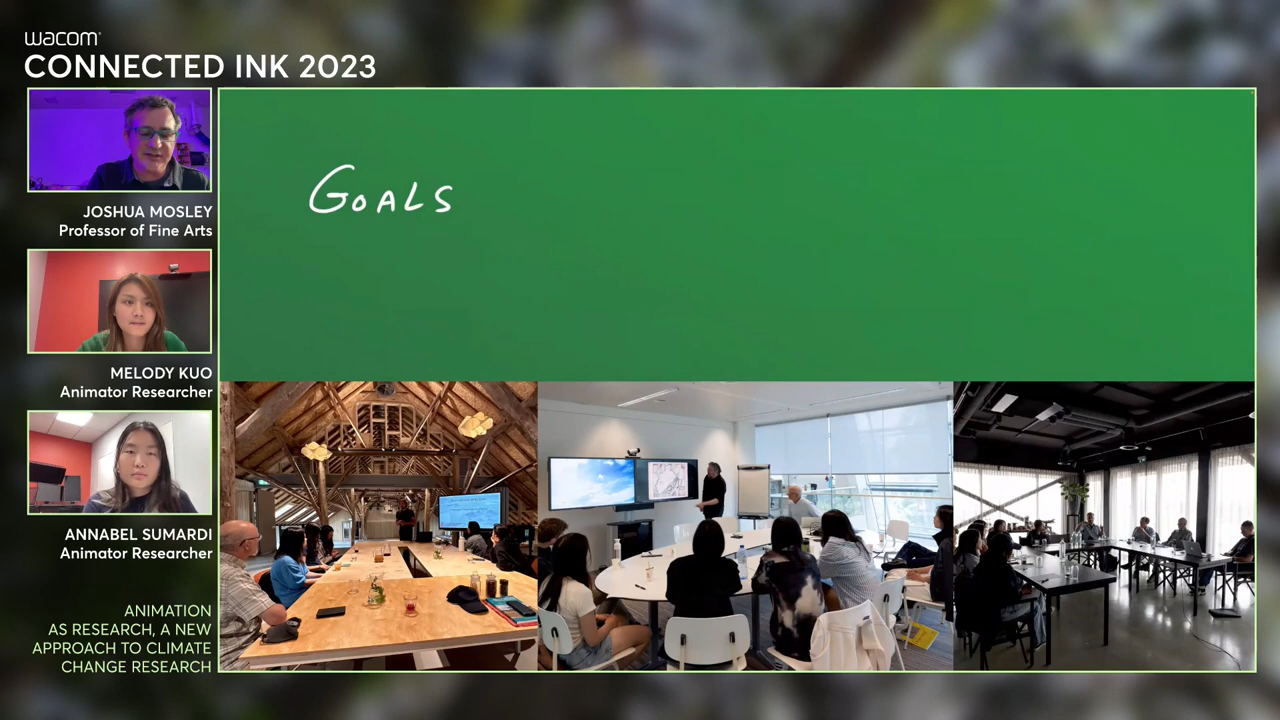 wacom
CONNECTED INK 2023
JOSHUA MOSLEY
Professor of Fine Arts
MELODY KUO
Animator Researcher
ANNABEL SUMARDI
Animator Researcher
ANIMATION
AS RESEARCH, A NEW
APPROACH TO CLIMATE
CHANGE RESEARCH
GOALS